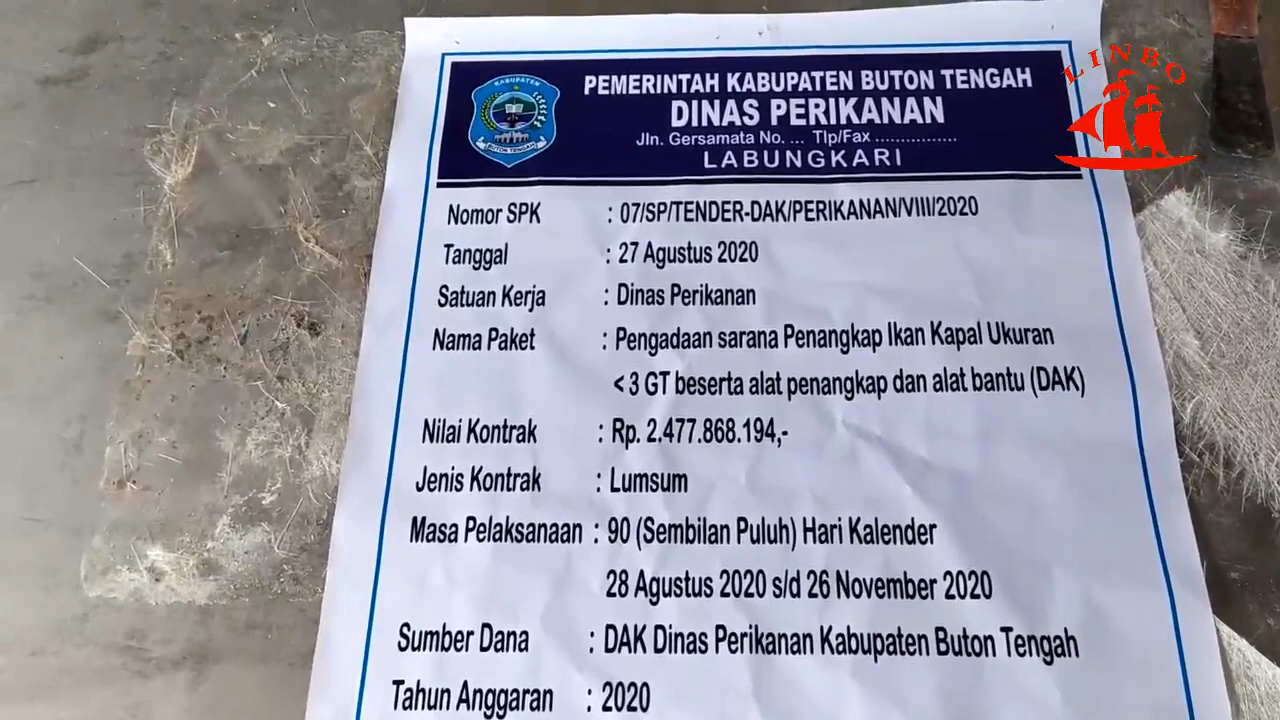 LINBO
KABUPATEN
BUTON TENGAH
PEMERINTAH KABUPATEN BUTON TENGAH
DINAS PERIKANAN
Jln. Gersamata No. ... Tlp/Fax ................
LABUNGKARI
Nomor SPK : 07/SP/TENDER-DAK/PERIKANAN/VIII/2020
Tanggal : 27 Agustus 2020
Satuan Kerja : Dinas Perikanan
Nama Paket : Pengadaan sarana Penangkap Ikan Kapal Ukuran
< 3 GT beserta alat penangkap dan alat bantu (DAK)
Nilai Kontrak : Rp. 2.477.868.194,-
Jenis Kontrak : Lumsum
Masa Pelaksanaan : 90 (Sembilan Puluh) Hari Kalender
28 Agustus 2020 s/d 26 November 2020
Sumber Dana : DAK Dinas Perikanan Kabupaten Buton Tengah
Tahun Anggaran : 2020